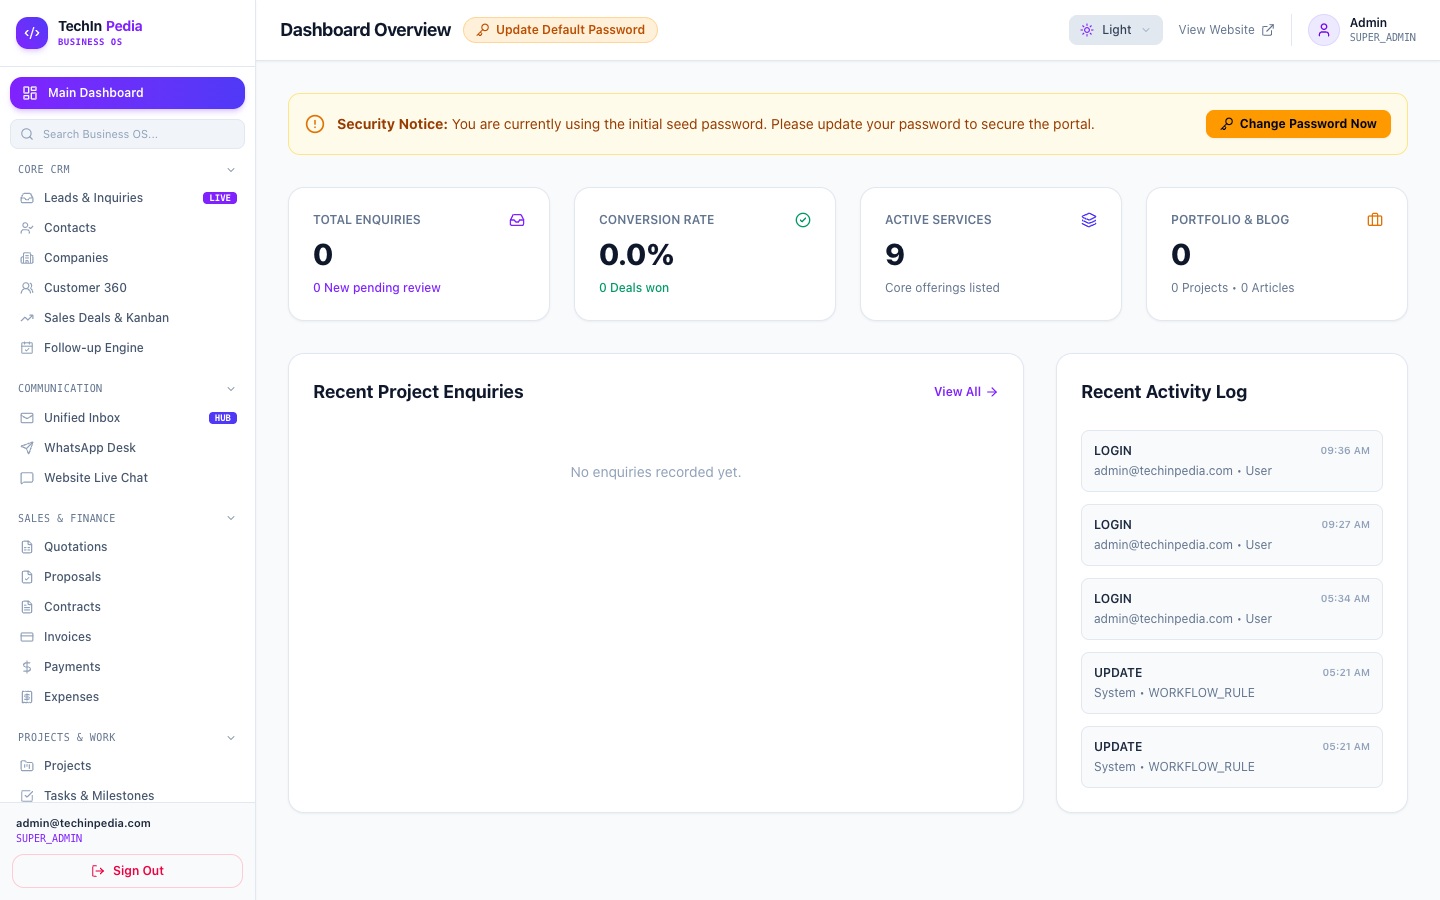 TechIn Pedia
BUSINESS OS
Main Dashboard
Search Business OS...
CORE CRM
Leads & Inquiries LIVE
Contacts
Companies
Customer 360
Sales Deals & Kanban
Follow-up Engine
COMMUNICATION
Unified Inbox HUB
WhatsApp Desk
Website Live Chat
SALES & FINANCE
Quotations
Proposals
Contracts
Invoices
Payments
Expenses
PROJECTS & WORK
Projects
Tasks & Milestones
admin@techinpedia.com
SUPER_ADMIN
Sign Out
Dashboard Overview
Update Default Password
Light
View Website
Admin
SUPER_ADMIN
Security Notice: You are currently using the initial seed password. Please update your password to secure the portal.
Change Password Now
TOTAL ENQUIRIES
0
0 New pending review
CONVERSION RATE
0.0%
0 Deals won
ACTIVE SERVICES
9
Core offerings listed
PORTFOLIO & BLOG
0
0 Projects • 0 Articles
Recent Project Enquiries
View All
No enquiries recorded yet.
Recent Activity Log
LOGIN 09:36 AM
admin@techinpedia.com • User
LOGIN 09:27 AM
admin@techinpedia.com • User
LOGIN 05:34 AM
admin@techinpedia.com • User
UPDATE 05:21 AM
System • WORKFLOW_RULE
UPDATE 05:21 AM
System • WORKFLOW_RULE